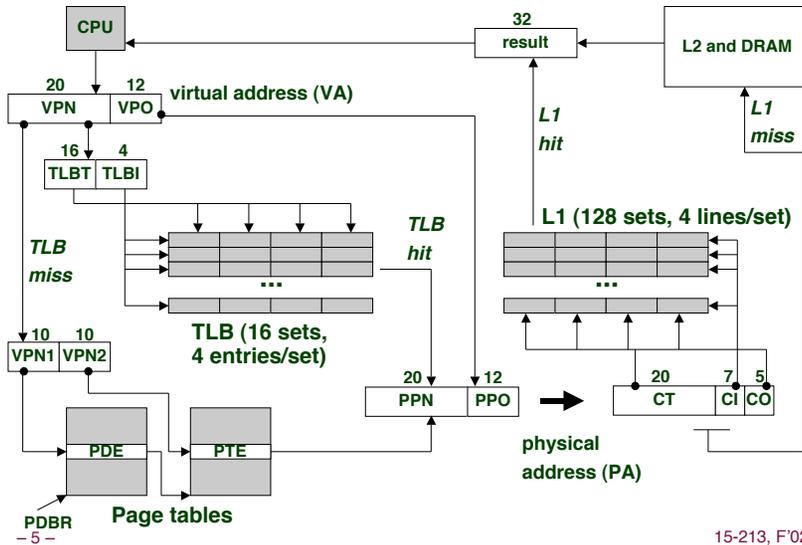 CPU
32
result
L2 and DRAM
20
12
VPN
VPO
virtual address (VA)
L1
hit
L1
miss
16
4
TLBT
TLBI
TLB
miss
TLB
hit
L1 (128 sets, 4 lines/set)
...
...
TLB (16 sets,
4 entries/set)
10
10
VPN1
VPN2
20
12
PPN
PPO
20
7
5
CT
CI
CO
physical
address (PA)
PDE
PTE
PDBR
Page tables
– 5 –
15-213, F'02